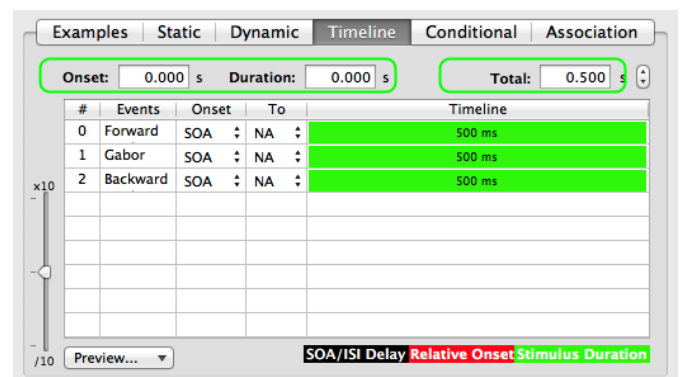 Examples Static Dynamic Timeline Conditional Association
Onset: 0.000 s Duration: 0.000 s Total: 0.500 s
# Events Onset To Timeline
0 Forward SOA NA 500 ms
1 Gabor SOA NA 500 ms
2 Backward SOA NA 500 ms
x10
/10 Preview... SOA/ISI Delay Relative Onset Stimulus Duration